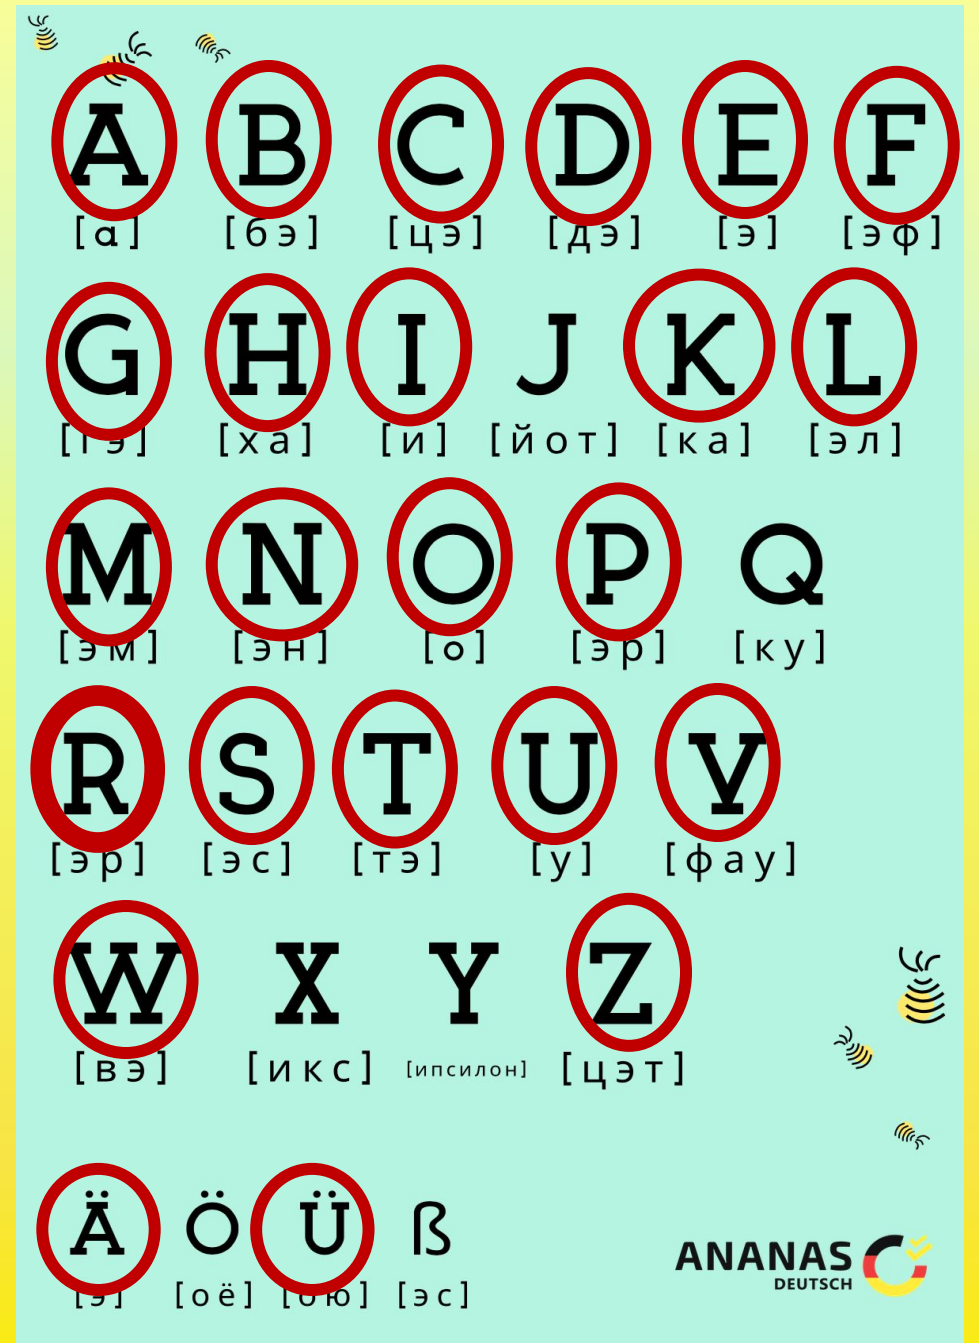 A B C D E F
[а] [бэ] [цэ] [дэ] [э] [эф]
G H I J K L
[гэ] [ха] [и] [йот] [ка] [эл]
M N O P Q
[эм] [эн] [о] [эр] [ку]
R S T U V
[эр] [эс] [тэ] [у] [фау]
W X Y Z
[вэ] [икс] [ипсилон] [цэт]
Ä Ö Ü ß
[э] [оё] [ою] [эс]
ANANAS
DEUTSCH